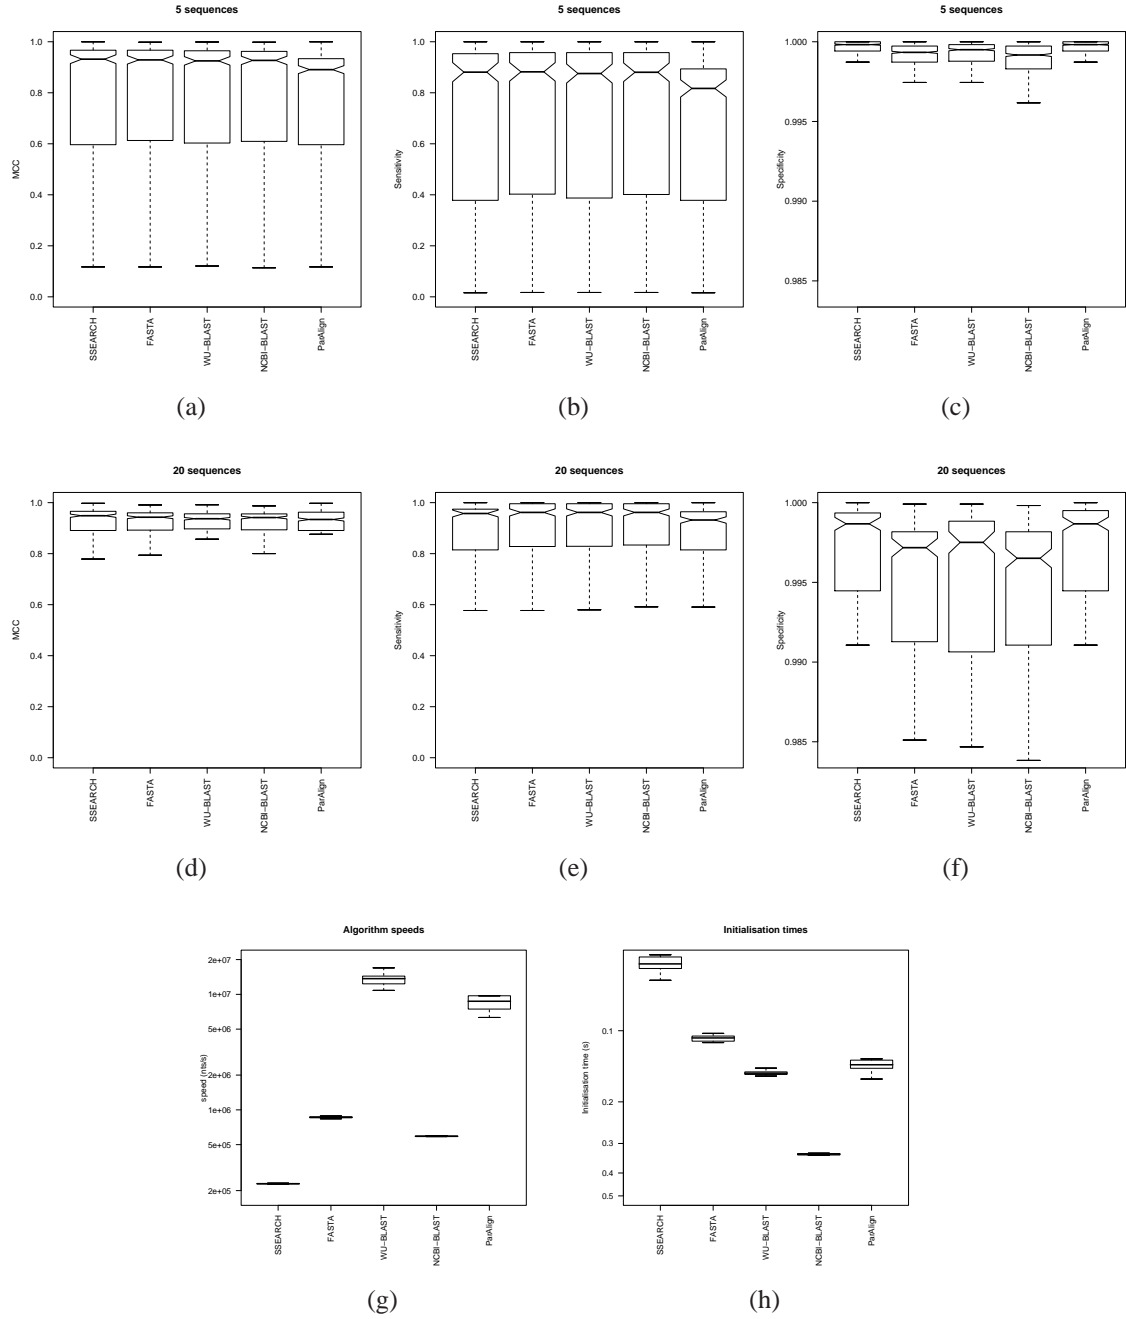 5 sequences
1.0
0.8
0.6
0.4
0.2
0.0
MCC
SSEARCH
FASTA
WU−BLAST
NCBI−BLAST
ParAlign
(a)
5 sequences
1.0
0.8
0.6
0.4
0.2
0.0
Sensitivity
SSEARCH
FASTA
WU−BLAST
NCBI−BLAST
ParAlign
(b)
5 sequences
1.000
0.995
0.990
0.985
Specificity
SSEARCH
FASTA
WU−BLAST
NCBI−BLAST
ParAlign
(c)
20 sequences
1.0
0.8
0.6
0.4
0.2
0.0
MCC
SSEARCH
FASTA
WU−BLAST
NCBI−BLAST
ParAlign
(d)
20 sequences
1.0
0.8
0.6
0.4
0.2
0.0
Sensitivity
SSEARCH
FASTA
WU−BLAST
NCBI−BLAST
ParAlign
(e)
20 sequences
1.000
0.995
0.990
0.985
Specificity
SSEARCH
FASTA
WU−BLAST
NCBI−BLAST
ParAlign
(f)
Algorithm speeds
2e+07
1e+07
5e+06
2e+06
1e+06
5e+05
2e+05
speed (nts/s)
SSEARCH
FASTA
WU−BLAST
NCBI−BLAST
ParAlign
(g)
Initialisation times
0.1
0.2
0.3
0.4
0.5
Initialisation time (s)
SSEARCH
FASTA
WU−BLAST
NCBI−BLAST
ParAlign
(h)